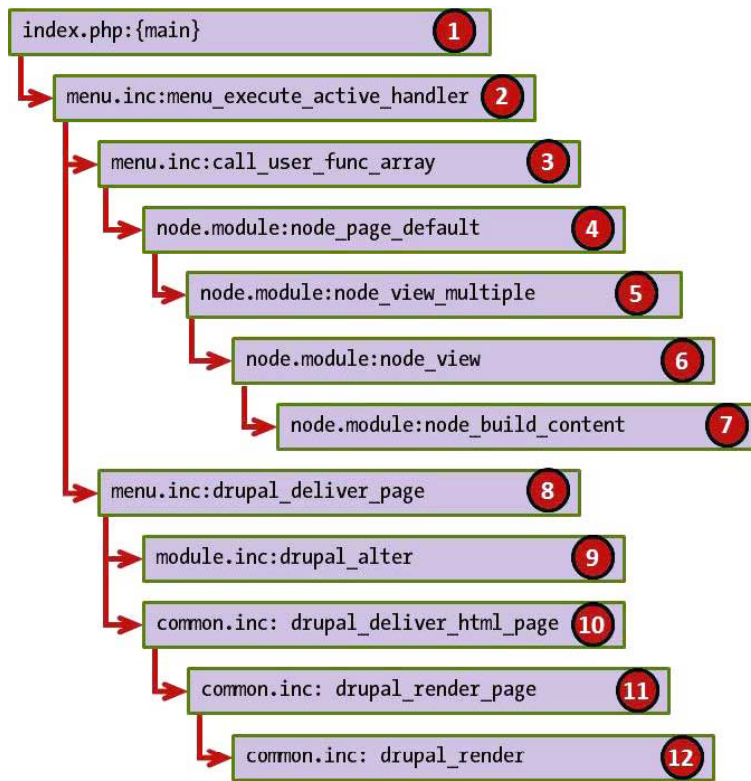 index.php:{main} 1
menu.inc:menu_execute_active_handler 2
menu.inc:call_user_func_array 3
node.module:node_page_default 4
node.module:node_view_multiple 5
node.module:node_view 6
node.module:node_build_content 7
menu.inc:drupal_deliver_page 8
module.inc:drupal_alter 9
common.inc: drupal_deliver_html_page 10
common.inc: drupal_render_page 11
common.inc: drupal_render 12